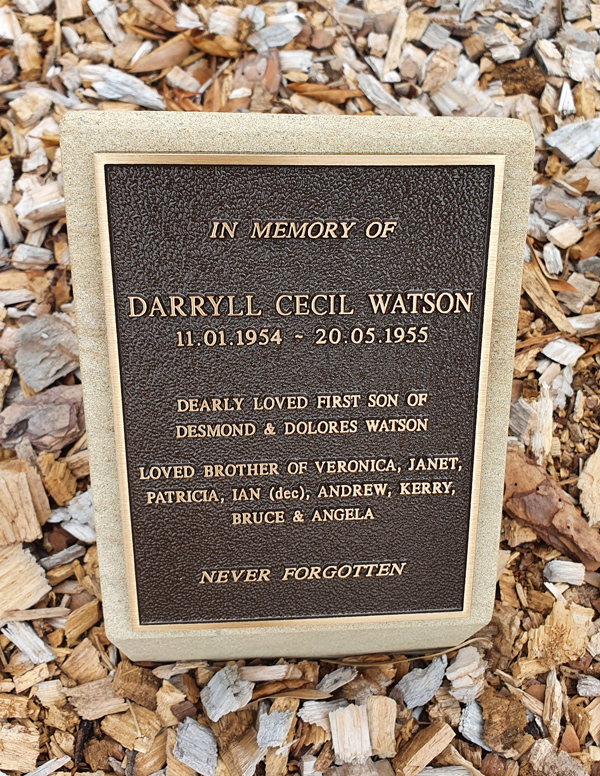 IN MEMORY OF
DARRYLL CECIL WATSON
11.01.1954 ~ 20.05.1955
DEARLY LOVED FIRST SON OF
DESMOND & DOLORES WATSON
LOVED BROTHER OF VERONICA, JANET,
PATRICIA, IAN (dec), ANDREW, KERRY,
BRUCE & ANGELA
NEVER FORGOTTEN